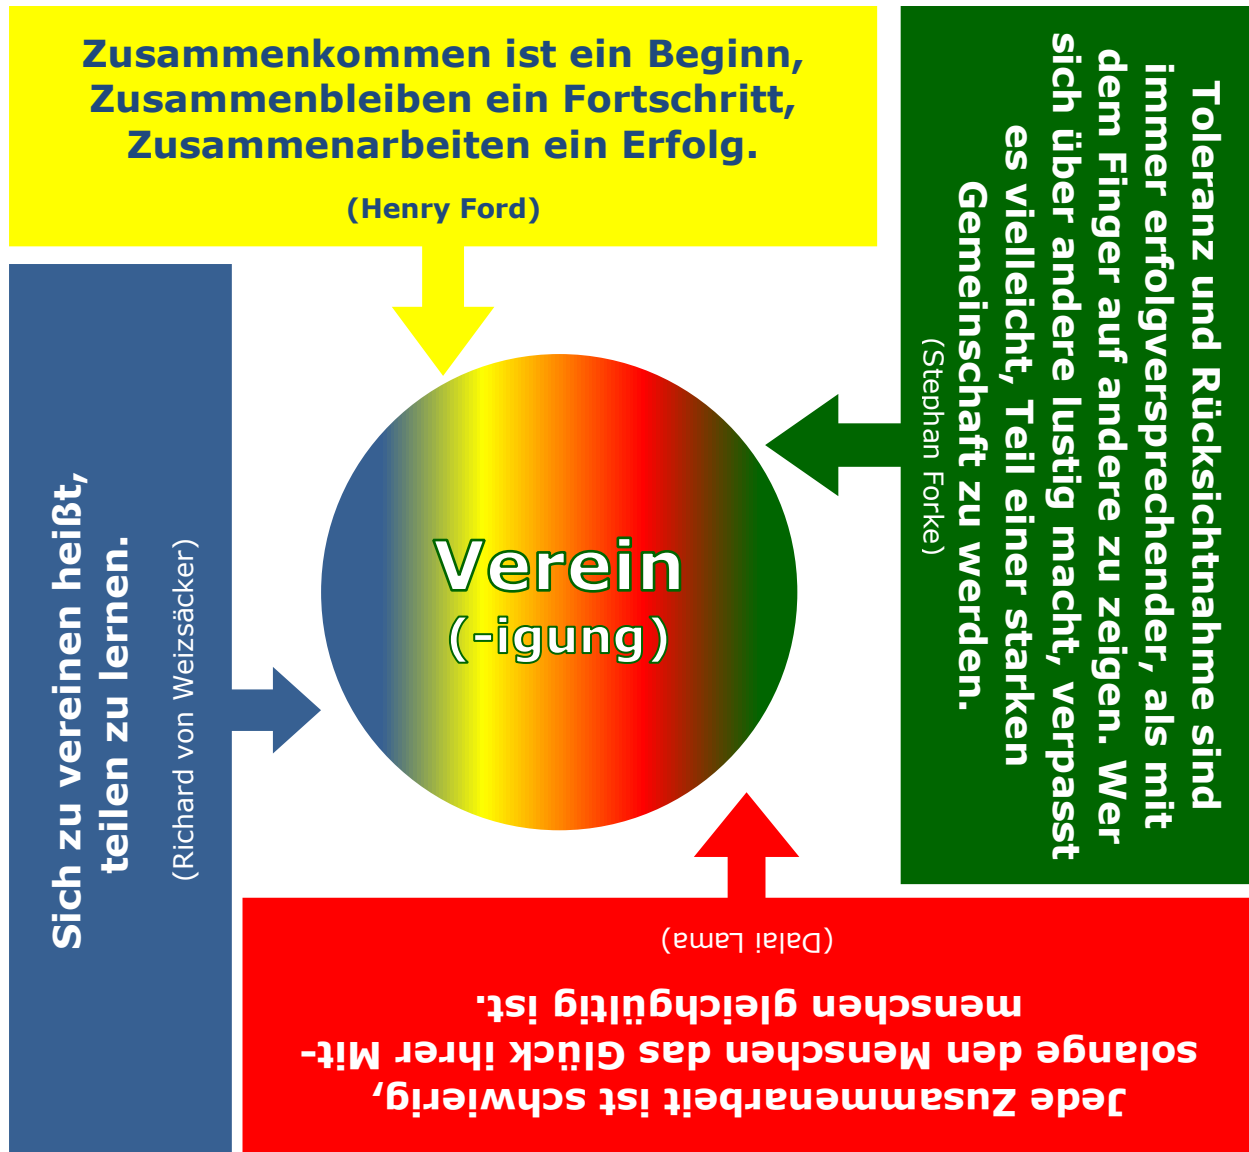 Zusammenkommen ist ein Beginn,
Zusammenbleiben ein Fortschritt,
Zusammenarbeiten ein Erfolg.
(Henry Ford)
Toleranz und Rücksichtnahme sind
immer erfolgversprechender, als mit
dem Finger auf andere zu zeigen. Wer
sich über andere lustig macht, verpasst
es vielleicht, Teil einer starken
Gemeinschaft zu werden.
(Stephan Forke)
Jede Zusammenarbeit ist schwierig,
solange den Menschen das Glück ihrer Mit-
menschen gleichgültig ist.
(Dalai Lama)
Sich zu vereinen heißt,
teilen zu lernen.
(Richard von Weizsäcker)
Verein
(-igung)